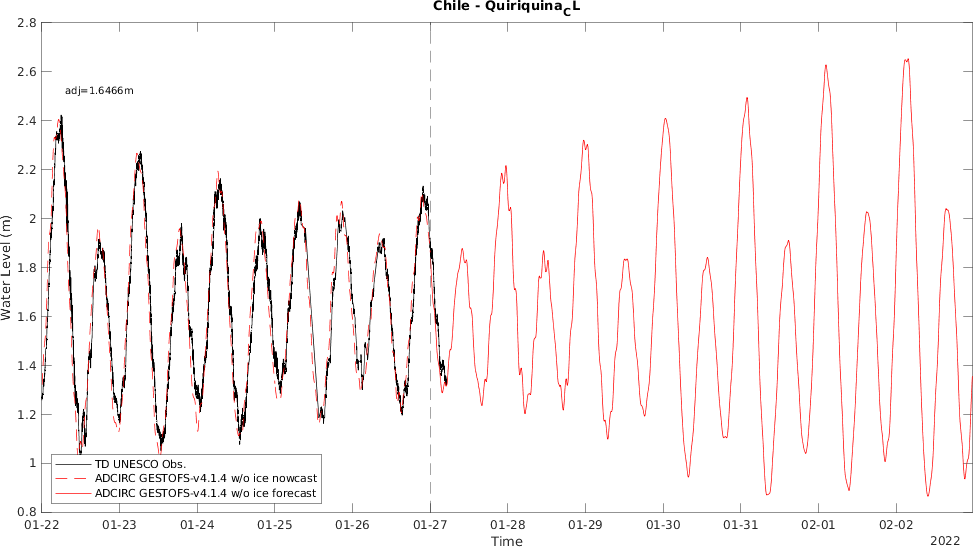 Chile - Quiriquina_CL
2.8
2.6
2.4
2.2
2
1.8
1.6
1.4
1.2
1
0.8
Water Level (m)
adj=1.6466m
TD UNESCO Obs.
ADCIRC GESTOFS-v4.1.4 w/o ice nowcast
ADCIRC GESTOFS-v4.1.4 w/o ice forecast
01-22 01-23 01-24 01-25 01-26 01-27 01-28 01-29 01-30 01-31 02-01 02-02
Time
2022